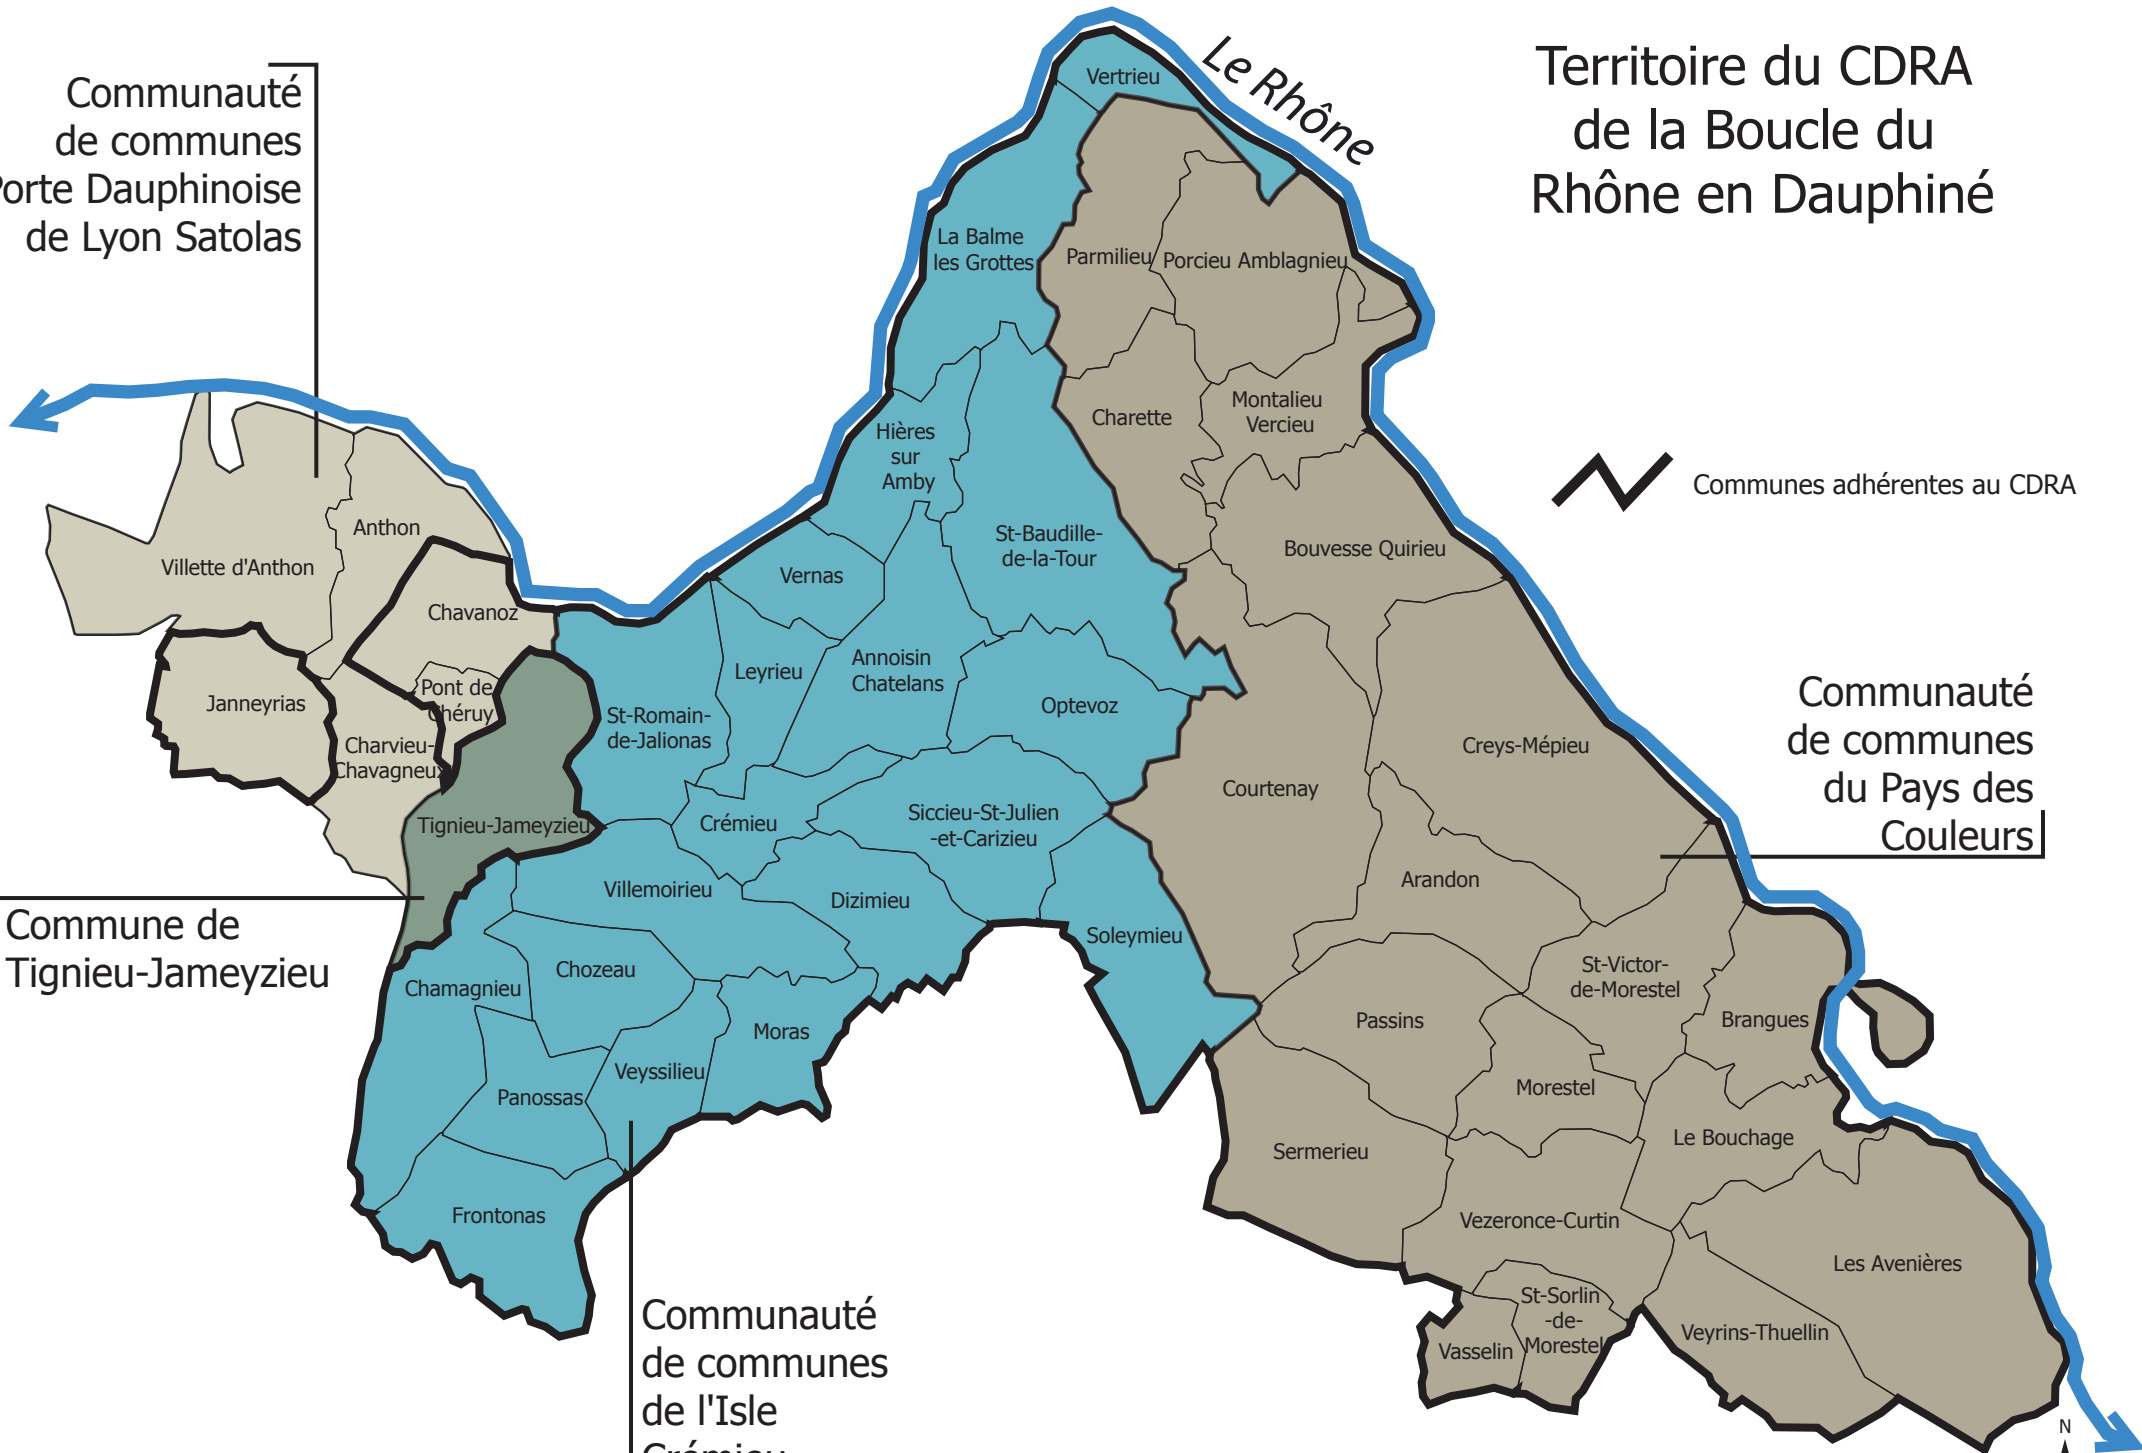 Territoire du CDRA
de la Boucle du
Rhône en Dauphiné
Le Rhône
Communauté
de communes
Porte Dauphinoise
de Lyon Satolas
Communes adhérentes au CDRA
Vertrieu
La Balme
les Grottes
Parmilieu
Porcieu Amblagnieu
Charette
Montalieu
Vercieu
Hières
sur
Amby
St-Baudille-
de-la-Tour
Bouvesse Quirieu
Anthon
Villette d'Anthon
Vernas
Chavanoz
Leyrieu
Annoisin
Chatelans
Optevoz
Janneyrias
Pont de
Chéruy
St-Romain-
de-Jalionas
Charvieu-
Chavagneux
Creys-Mépieu
Courtenay
Communauté
de communes
du Pays des
Couleurs
Tignieu-Jameyzieu
Crémieu
Siccieu-St-Julien
-et-Carizieu
Villemoirieu
Dizimieu
Arandon
Soleymieu
Commune de
Tignieu-Jameyzieu
Chamagnieu
Chozeau
St-Victor-
de-Morestel
Moras
Passins
Brangues
Veyssilieu
Panossas
Morestel
Sermerieu
Le Bouchage
Frontonas
Vezeronce-Curtin
Les Avenières
St-Sorlin
-de-
Morestel
Vasselin
Veyrins-Thuellin
Communauté
de communes
de l'Isle
Crémieu
N